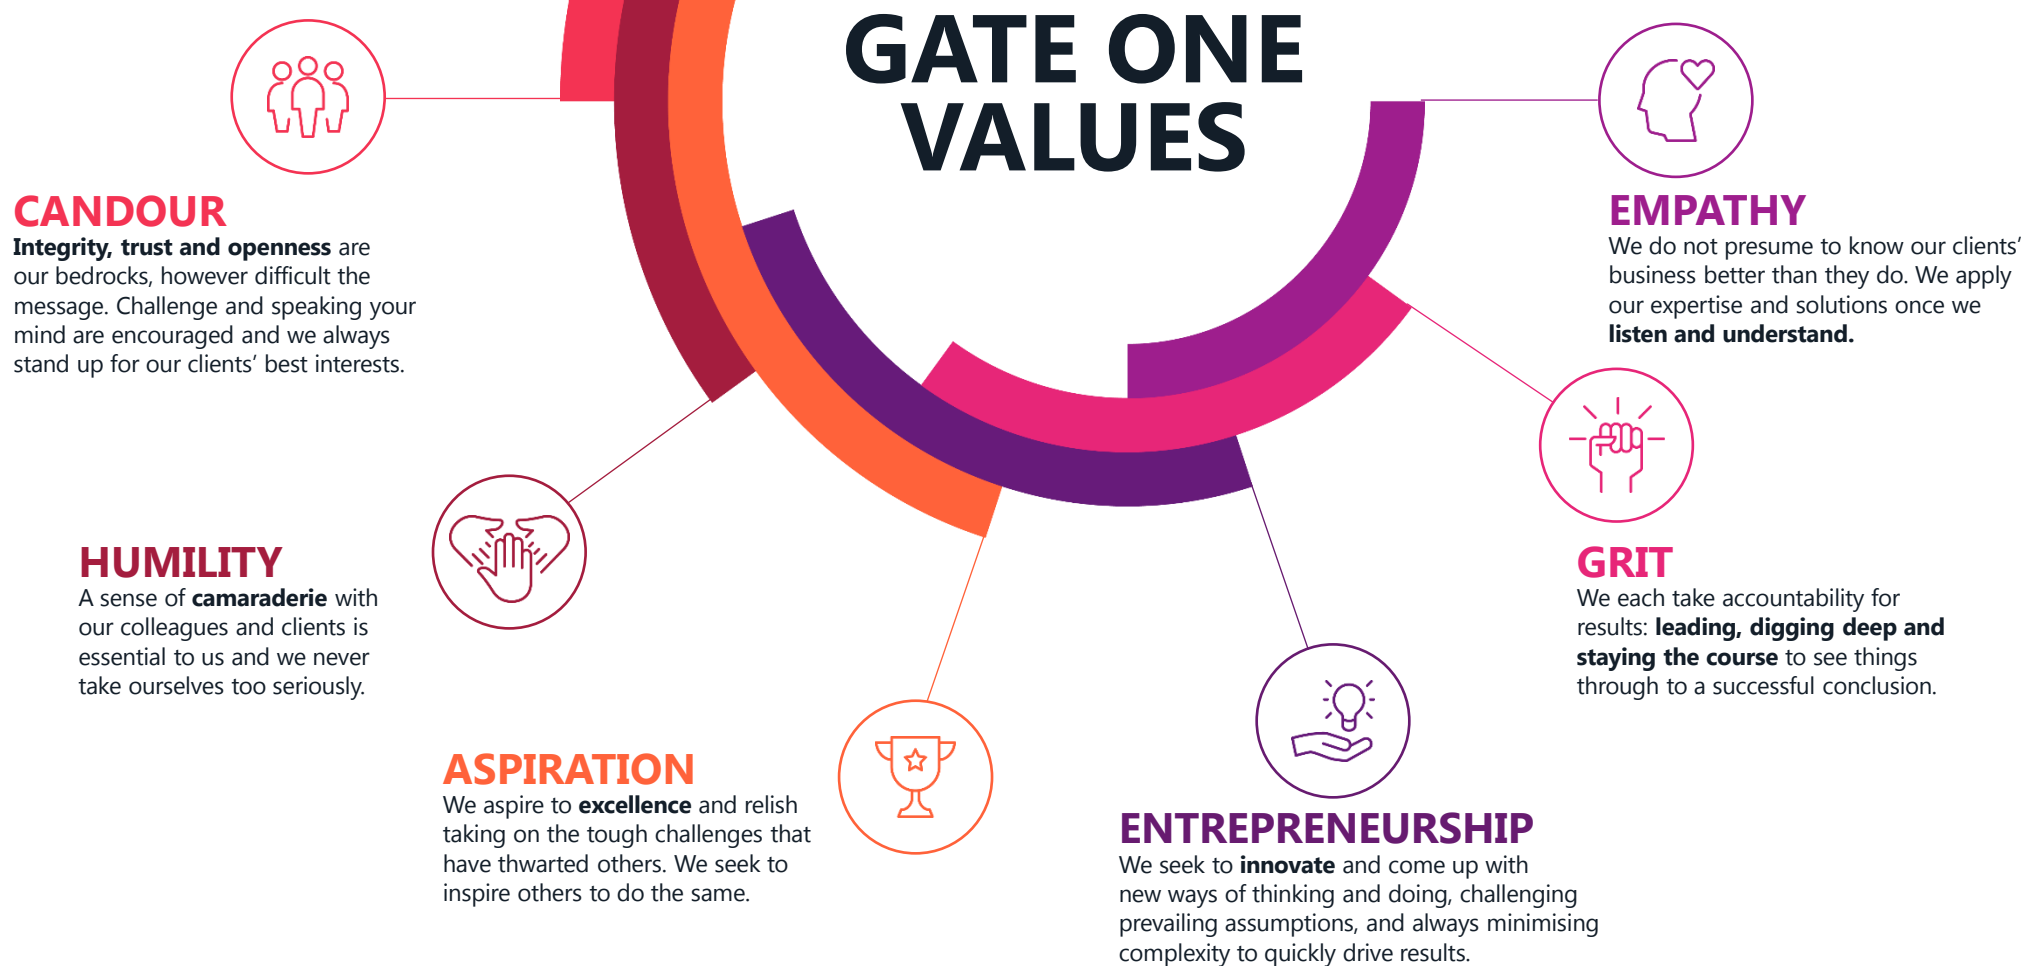 GATE ONE
VALUES
CANDOUR
Integrity, trust and openness are
our bedrocks, however difficult the
message. Challenge and speaking your
mind are encouraged and we always
stand up for our clients’ best interests.
HUMILITY
A sense of camaraderie with
our colleagues and clients is
essential to us and we never
take ourselves too seriously.
ASPIRATION
We aspire to excellence and relish
taking on the tough challenges that
have thwarted others. We seek to
inspire others to do the same.
ENTREPRENEURSHIP
We seek to innovate and come up with
new ways of thinking and doing, challenging
prevailing assumptions, and always minimising
complexity to quickly drive results.
GRIT
We each take accountability for
results: leading, digging deep and
staying the course to see things
through to a successful conclusion.
EMPATHY
We do not presume to know our clients’
business better than they do. We apply
our expertise and solutions once we
listen and understand.